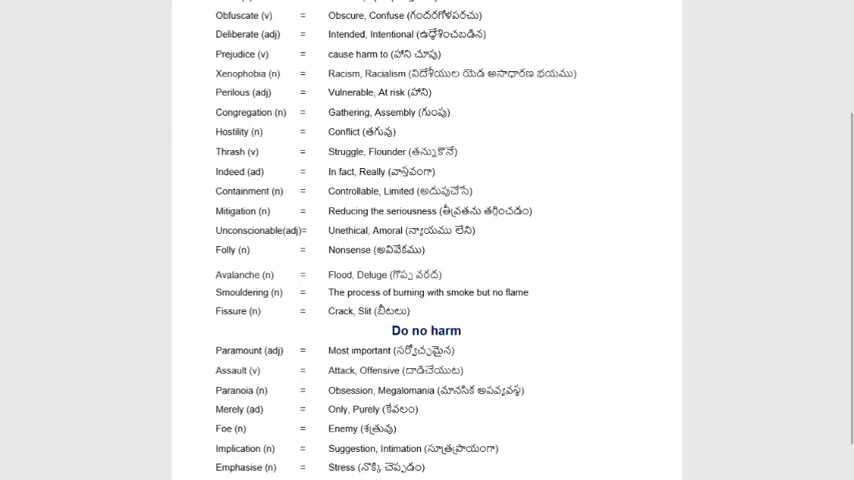 Obfuscate (v) = Obscure, Confuse (గందరగోళపరచు)
Deliberate (adj) = Intended, Intentional (ఉద్దేశించబడిన)
Prejudice (v) = cause harm to (హాని చూపు)
Xenophobia (n) = Racism, Racialism (విదేశీయుల యెడ అసాధారణ భయము)
Perilous (adj) = Vulnerable, At risk (హాని)
Congregation (n) = Gathering, Assembly (గుంపు)
Hostility (n) = Conflict (తగువు)
Thrash (v) = Struggle, Flounder (తన్నుకొనే)
Indeed (ad) = In fact, Really (వాస్తవంగా)
Containment (n) = Controllable, Limited (అదుపుచేసే)
Mitigation (n) = Reducing the seriousness (తీవ్రతను తగ్గించడం)
Unconscionable(adj)= Unethical, Amoral (న్యాయము లేని)
Folly (n) = Nonsense (అవివేకము)
Avalanche (n) = Flood, Deluge (గొప్ప వరద)
Smouldering (n) = The process of burning with smoke but no flame
Fissure (n) = Crack, Slit (బీటలు)
Do no harm
Paramount (adj) = Most important (సర్వోచ్చమైన)
Assault (v) = Attack, Offensive (దాడిచేయుట)
Paranoia (n) = Obsession, Megalomania (మానసిక అపవ్యవస్థ)
Merely (ad) = Only, Purely (కేవలం)
Foe (n) = Enemy (శత్రువు)
Implication (n) = Suggestion, Intimation (సూత్రప్రాయంగా)
Emphasise (n) = Stress (నొక్కి చెప్పడం)